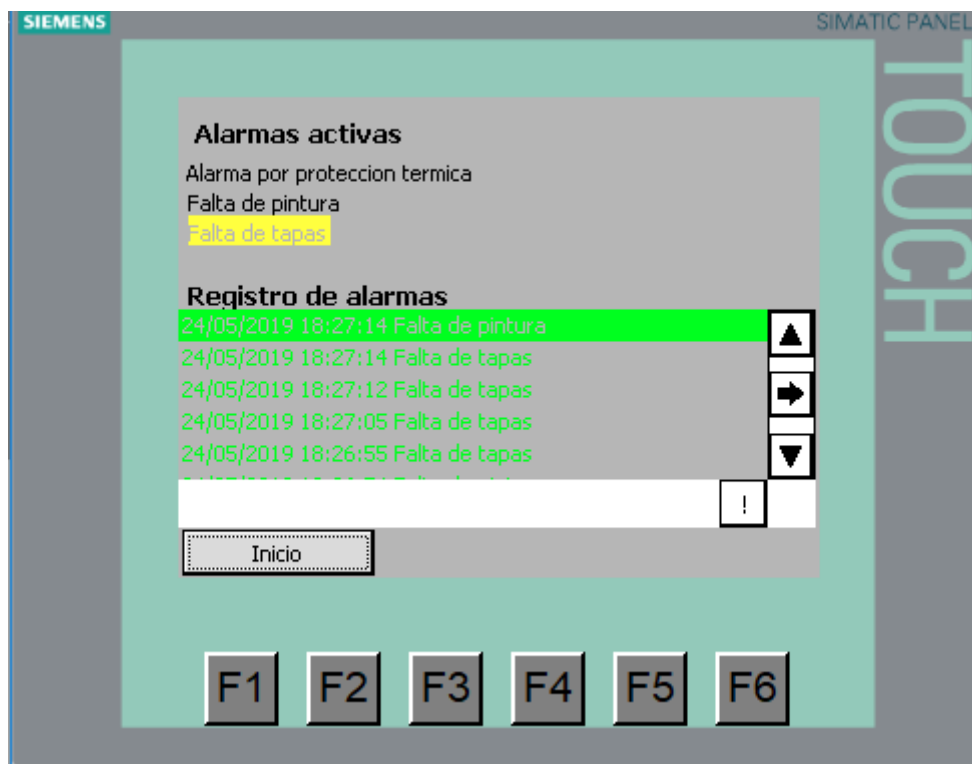 SIEMENS
SIMATIC PANEL
TOUCH
Alarmas activas
Alarma por proteccion termica
Falta de pintura
Falta de tapas
Registro de alarmas
24/05/2019 18:27:14 Falta de pintura
24/05/2019 18:27:14 Falta de tapas
24/05/2019 18:27:12 Falta de tapas
24/05/2019 18:27:05 Falta de tapas
24/05/2019 18:26:55 Falta de tapas
!
Inicio
F1 F2 F3 F4 F5 F6